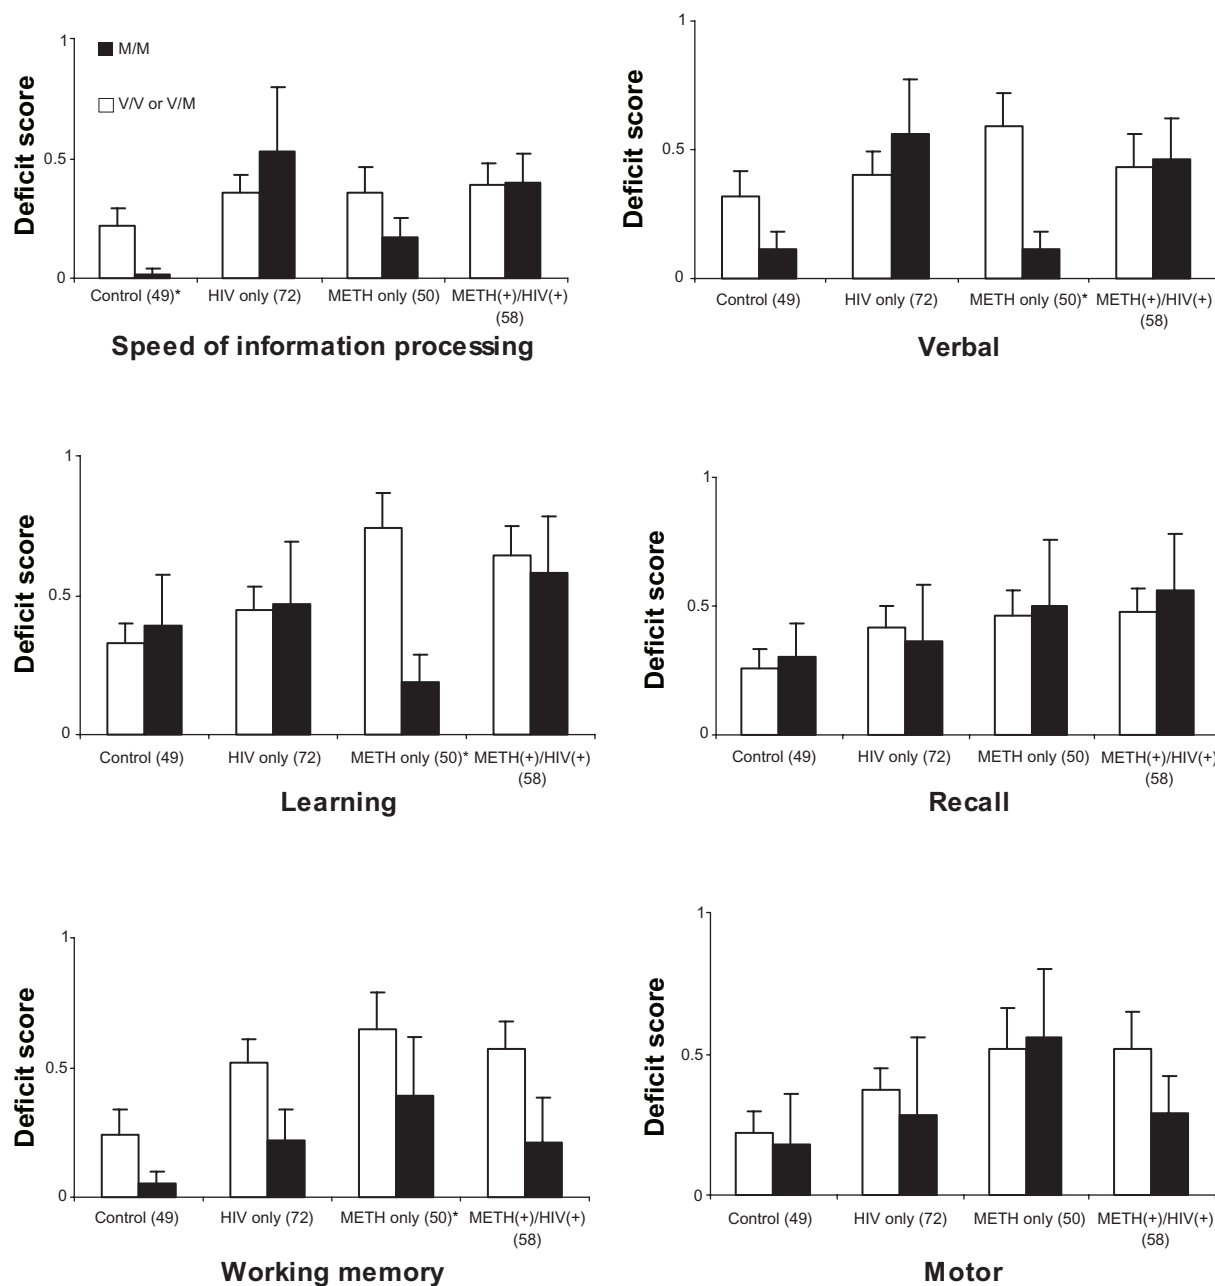 Deficit score
1
0.5
0
M/M
V/V or V/M
Control (49)* HIV only (72) METH only (50) METH(+)/HIV(+)
(58)
Speed of information processing
Deficit score
1
0.5
0
Control (49) HIV only (72) METH only (50)* METH(+)/HIV(+)
(58)
Verbal
Deficit score
1
0.5
0
Control (49) HIV only (72) METH only (50)* METH(+)/HIV(+)
(58)
Learning
Deficit score
1
0.5
0
Control (49) HIV only (72) METH only (50) METH(+)/HIV(+)
(58)
Recall
Deficit score
1
0.5
0
Control (49) HIV only (72) METH only (50)* METH(+)/HIV(+)
(58)
Working memory
Deficit score
1
0.5
0
Control (49) HIV only (72) METH only (50) METH(+)/HIV(+)
(58)
Motor